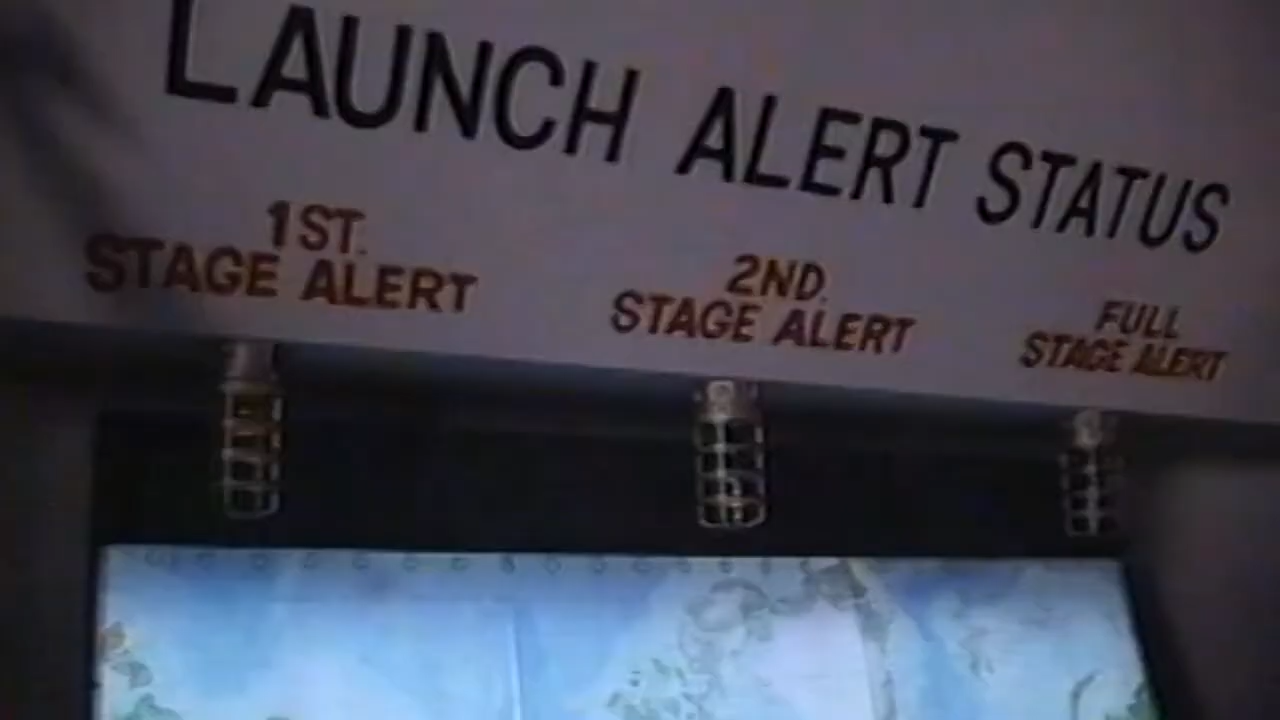 LAUNCH ALERT STATUS
1ST.
STAGE ALERT
2ND.
STAGE ALERT
FULL
STAGE ALERT